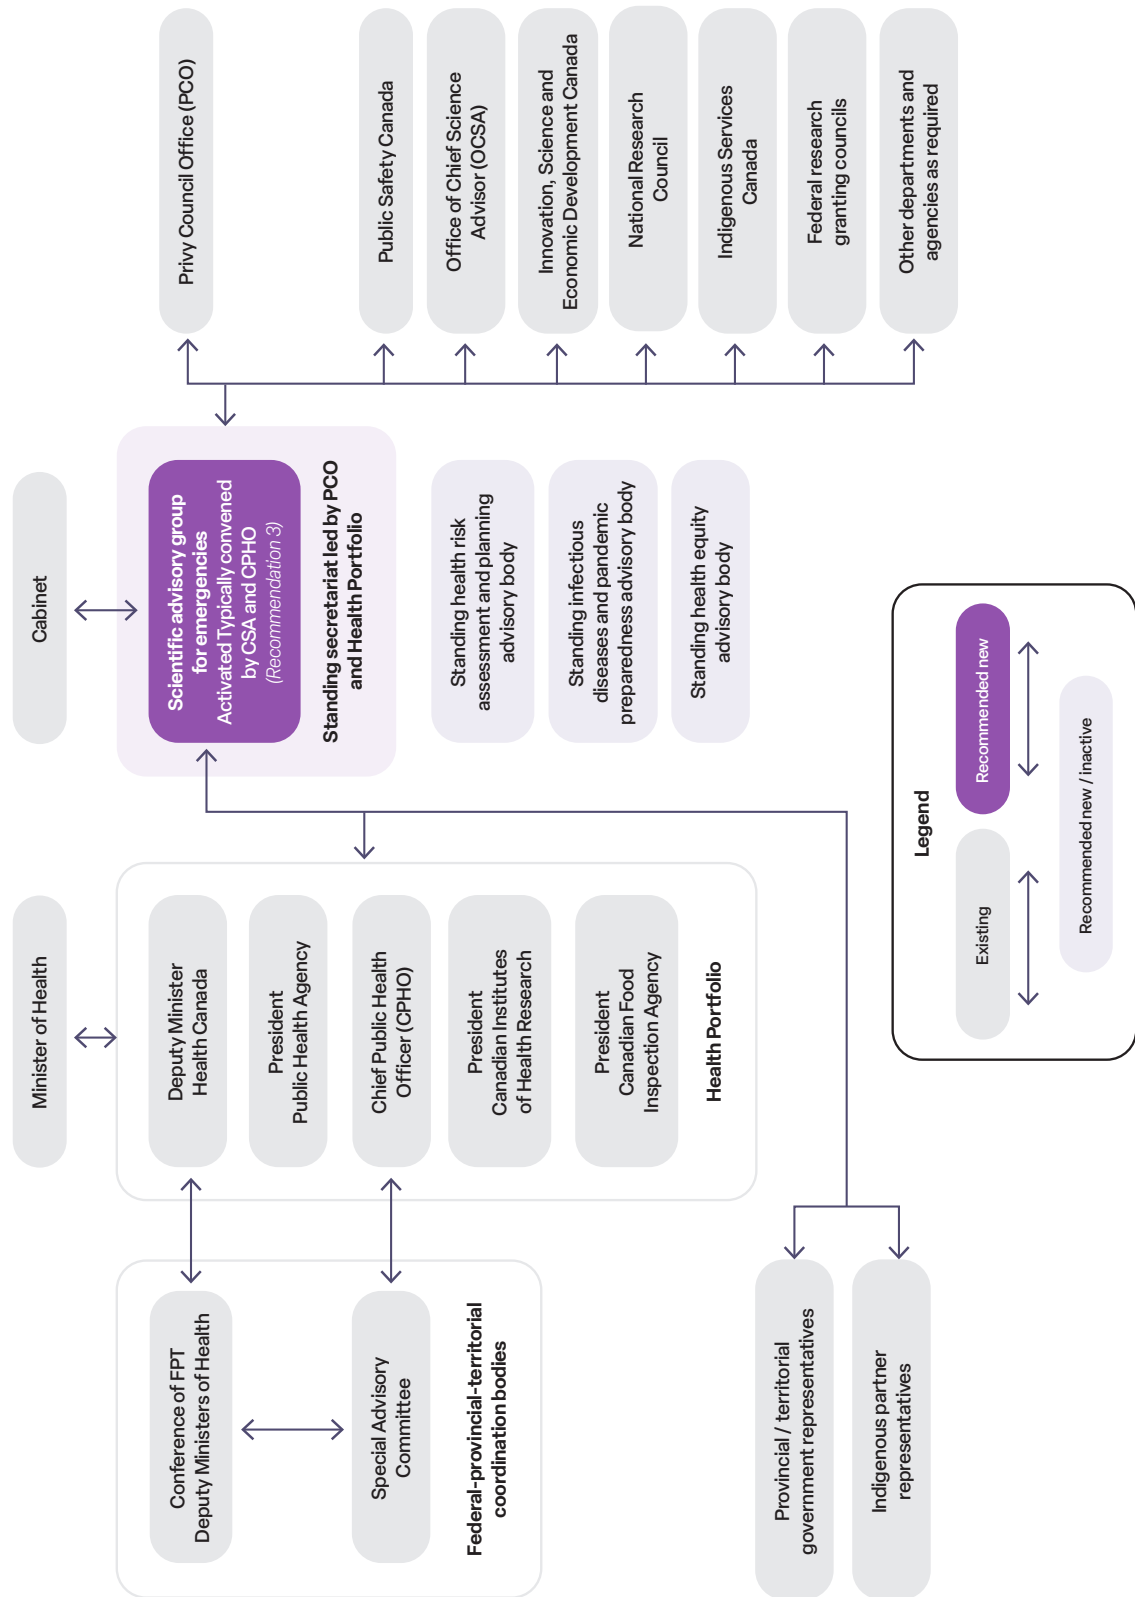 Minister of Health
Cabinet
Conference of FPT
Deputy Ministers of Health
Special Advisory
Committee
Federal-provincial-territorial
coordination bodies
Deputy Minister
Health Canada
President
Public Health Agency
Chief Public Health
Officer (CPHO)
President
Canadian Institutes
of Health Research
President
Canadian Food
Inspection Agency
Health Portfolio
Scientific advisory group
for emergencies
Activated Typically convened
by CSA and CPHO
(Recommendation 3)
Standing secretariat led by PCO
and Health Portfolio
Standing health risk
assessment and planning
advisory body
Standing infectious
diseases and pandemic
preparedness advisory body
Standing health equity
advisory body
Privy Council Office (PCO)
Public Safety Canada
Office of Chief Science
Advisor (OCSA)
Innovation, Science and
Economic Development Canada
National Research
Council
Indigenous Services
Canada
Federal research
granting councils
Other departments and
agencies as required
Provincial / territorial
government representatives
Indigenous partner
representatives
Legend
Existing
Recommended new
Recommended new / inactive